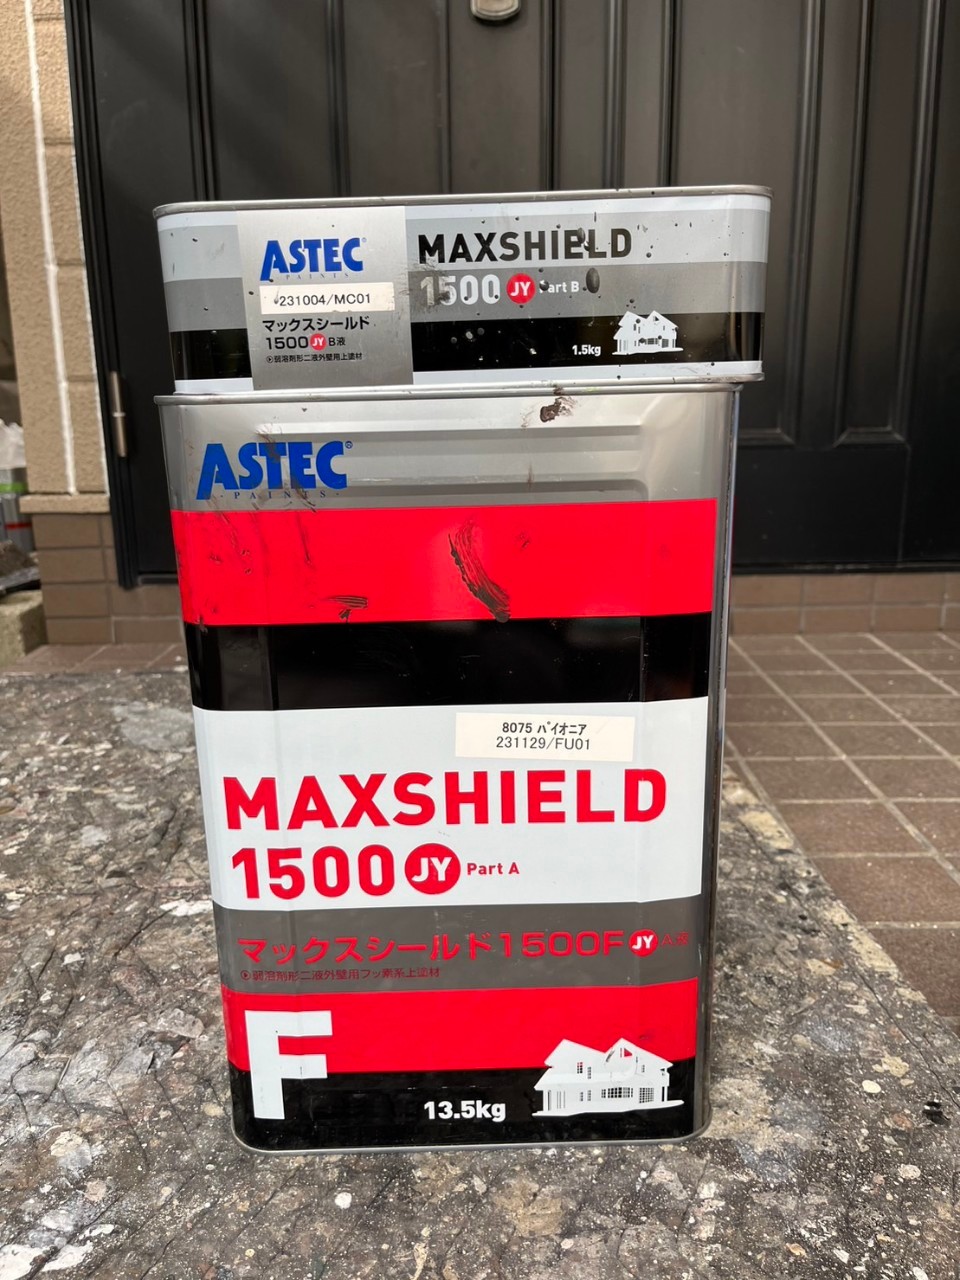 ASTEC®
PAINTS
231004/MC01
マックスシールド
1500 JY B液
弱溶剤形二液外壁用上塗材
MAXSHIELD
1500 JY Part B
1.5kg
ASTEC®
PAINTS
8075 パイオニア
231129/FU01
MAXSHIELD
1500 JY Part A
マックスシールド1500F JY A液
弱溶剤形二液外壁用フッ素系上塗材
F
13.5kg